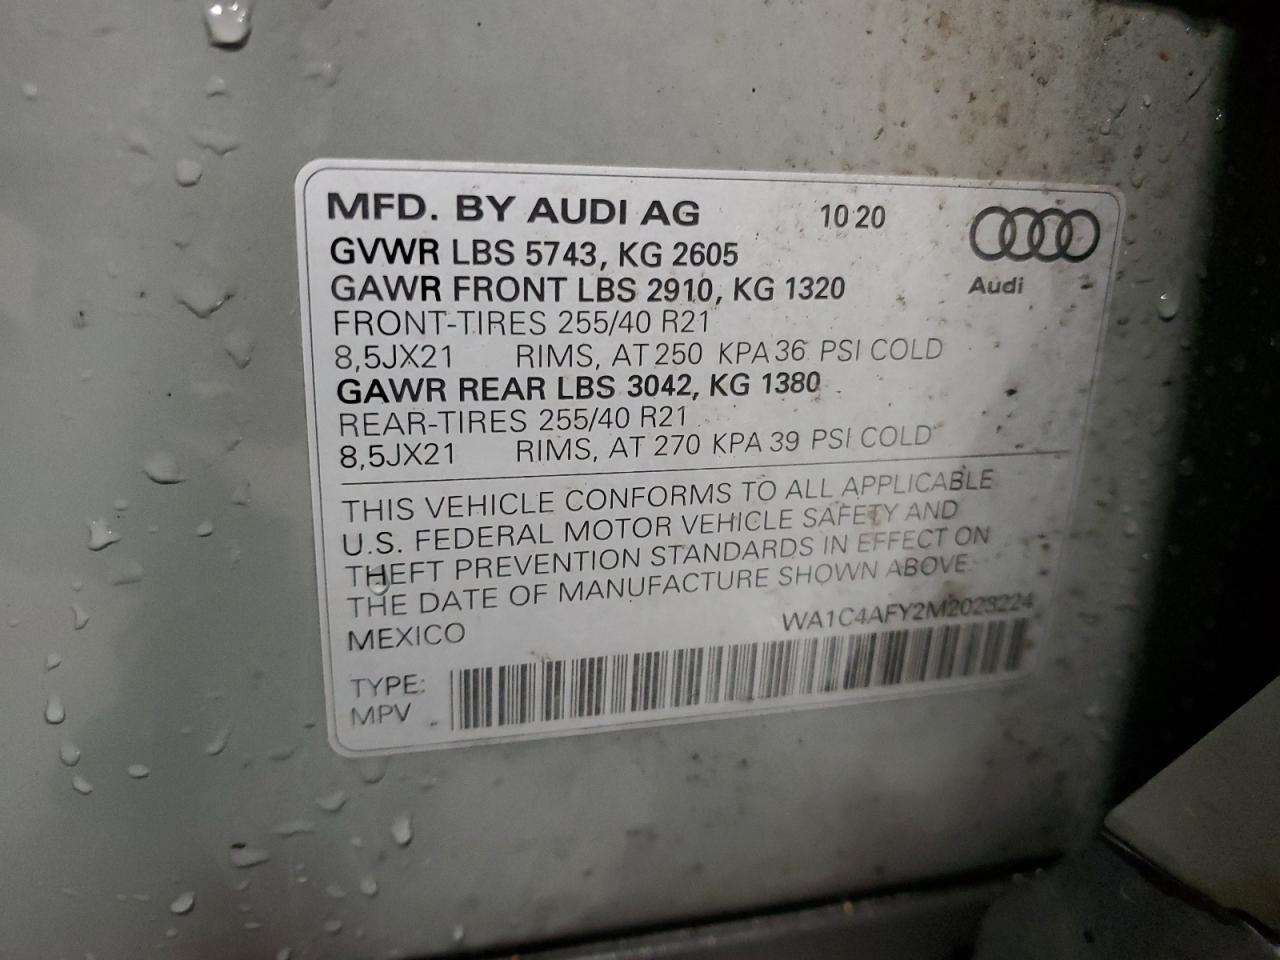 MFD. BY AUDI AG 10 20
GVWR LBS 5743, KG 2605
GAWR FRONT LBS 2910, KG 1320
Audi
FRONT-TIRES 255/40 R21
8,5JX21 RIMS, AT 250 KPA 36 PSI COLD
GAWR REAR LBS 3042, KG 1380
REAR-TIRES 255/40 R21
8,5JX21 RIMS, AT 270 KPA 39 PSI COLD
THIS VEHICLE CONFORMS TO ALL APPLICABLE
U.S. FEDERAL MOTOR VEHICLE SAFETY AND
THEFT PREVENTION STANDARDS IN EFFECT ON
THE DATE OF MANUFACTURE SHOWN ABOVE
MEXICO WA1C4AFY2M2023224
TYPE:
MPV